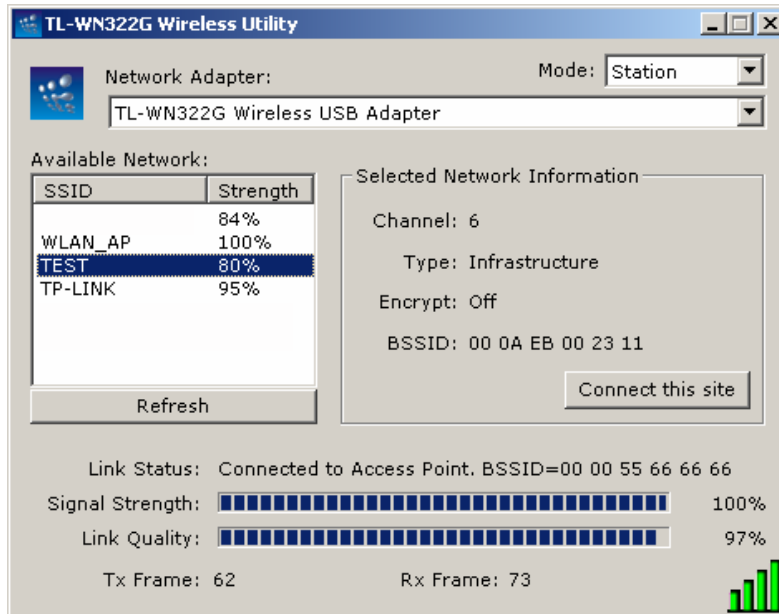 TL-WN322G Wireless Utility
Network Adapter: Mode: Station
TL-WN322G Wireless USB Adapter
Available Network:
SSID Strength
84%
WLAN_AP 100%
TEST 80%
TP-LINK 95%
Refresh
Selected Network Information
Channel: 6
Type: Infrastructure
Encrypt: Off
BSSID: 00 0A EB 00 23 11
Connect this site
Link Status: Connected to Access Point. BSSID=00 00 55 66 66 66
Signal Strength: 100%
Link Quality: 97%
Tx Frame: 62 Rx Frame: 73